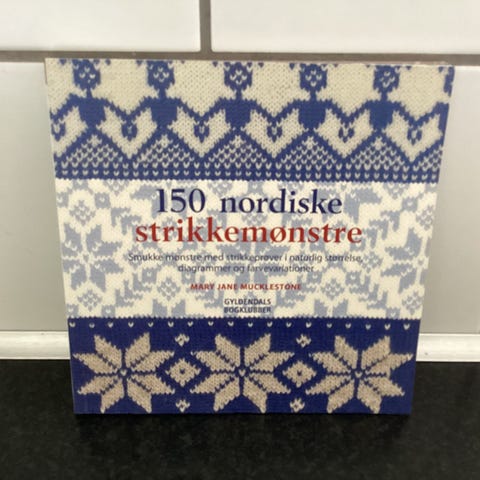 150 nordiske
strikkemønstre
Smukke mønstre med strikkeprøver i naturlig størrelse,
diagrammer og farvevariationer
MARY JANE MUCKLESTONE
GYLDENDALS
BOGKLUBBER